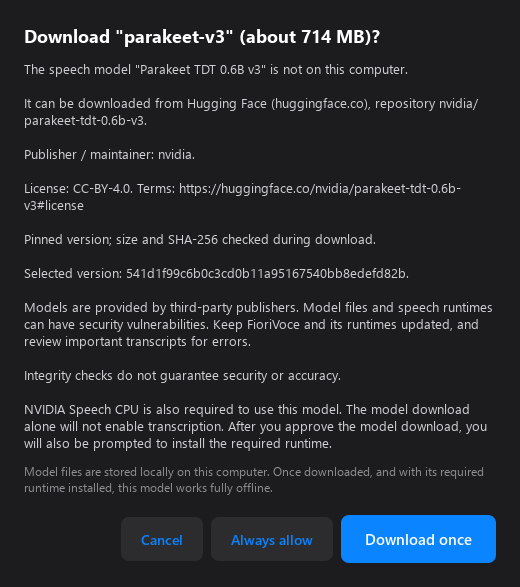 Download "parakeet-v3" (about 714 MB)?
The speech model "Parakeet TDT 0.6B v3" is not on this computer.
It can be downloaded from Hugging Face (huggingface.co), repository nvidia/
parakeet-tdt-0.6b-v3.
Publisher / maintainer: nvidia.
License: CC-BY-4.0. Terms: https://huggingface.co/nvidia/parakeet-tdt-0.6b-
v3#license
Pinned version; size and SHA-256 checked during download.
Selected version: 541d1f99c6b0c3cd0b11a95167540bb8edefd82b.
Models are provided by third-party publishers. Model files and speech runtimes
can have security vulnerabilities. Keep FioriVoce and its runtimes updated, and
review important transcripts for errors.
Integrity checks do not guarantee security or accuracy.
NVIDIA Speech CPU is also required to use this model. The model download
alone will not enable transcription. After you approve the model download, you
will also be prompted to install the required runtime.
Model files are stored locally on this computer. Once downloaded, and with its required
runtime installed, this model works fully offline.
Cancel
Always allow
Download once